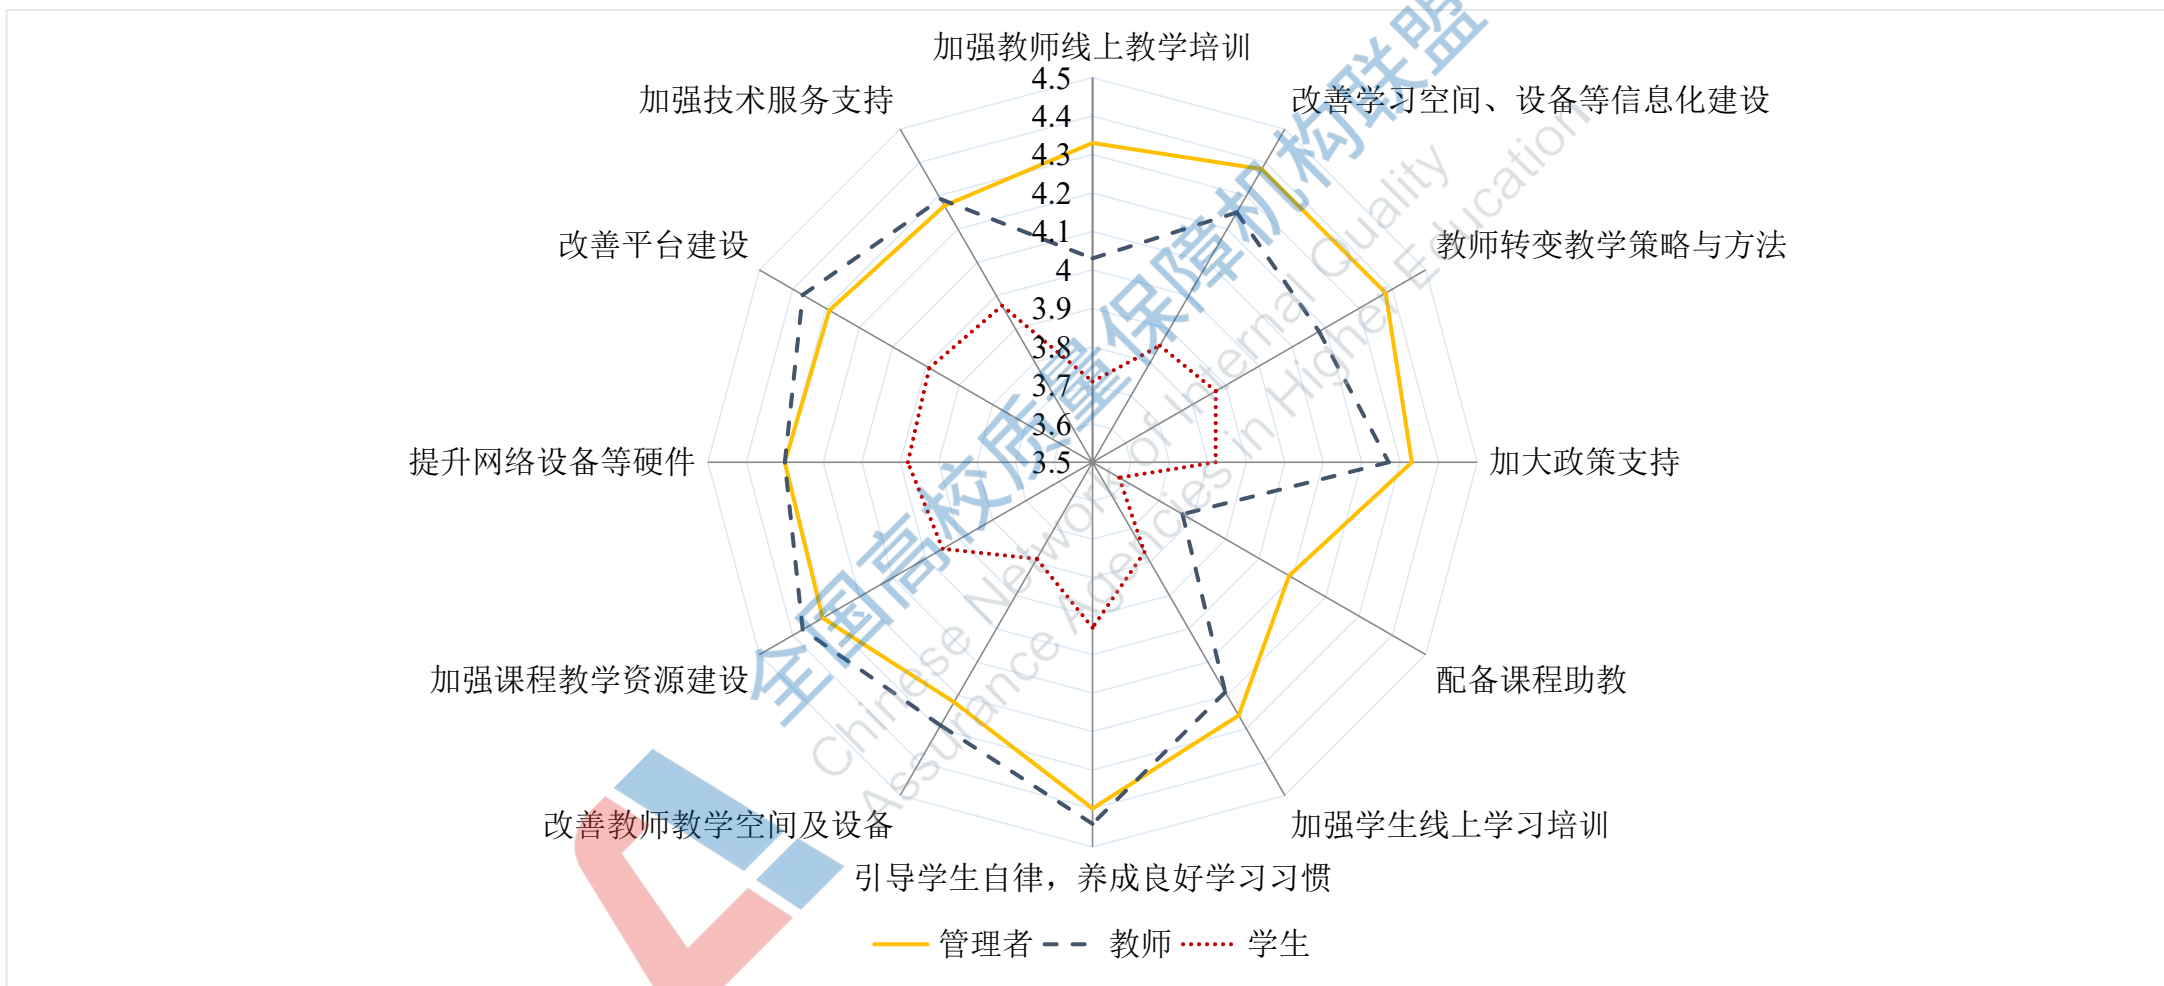 加强教师线上教学培训
4.5
4.4
4.3
4.2
4.1
4
3.9
3.8
3.7
3.6
3.5
改善学习空间、设备等信息化建设
教师转变教学策略与方法
加大政策支持
配备课程助教
加强学生线上学习培训
引导学生自律，养成良好学习习惯
改善教师教学空间及设备
加强课程教学资源建设
提升网络设备等硬件
改善平台建设
加强技术服务支持
管理者 教师 学生
全国高校质量保障机构联盟
Chinese Network of Internal Quality
Assurance Agencies in Higher Education